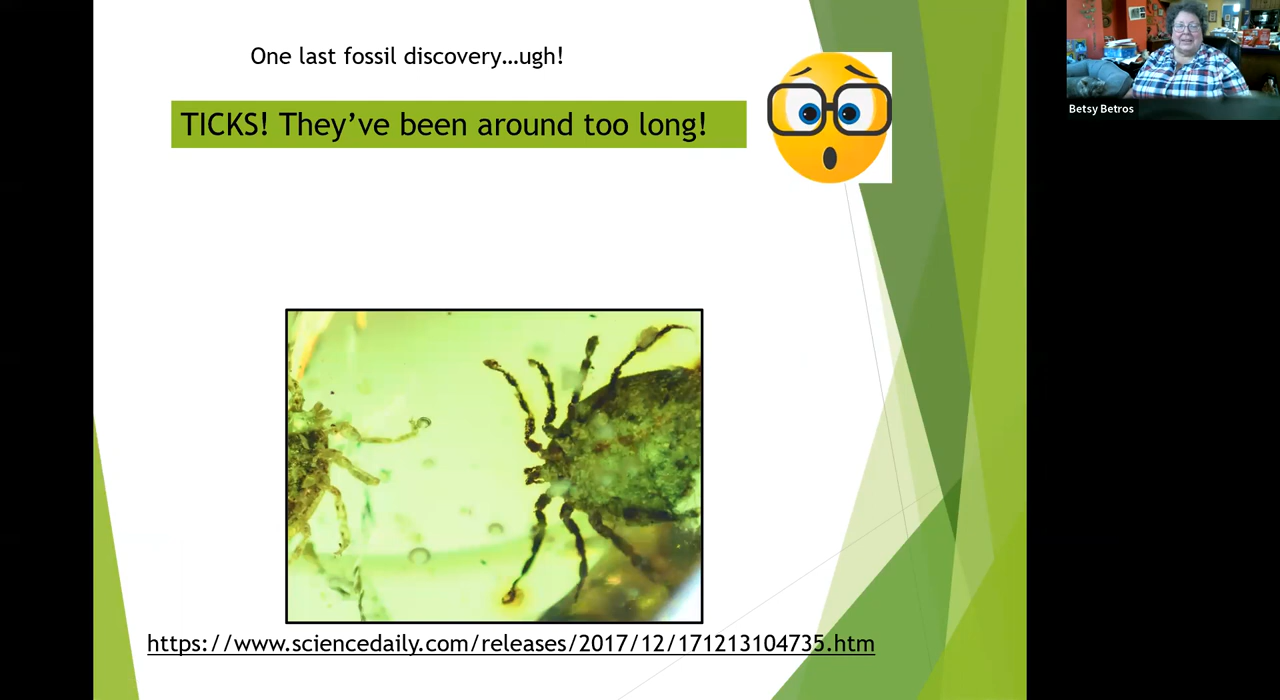 One last fossil discovery...ugh!
TICKS! They've been around too long!
https://www.sciencedaily.com/releases/2017/12/171213104735.htm
Betsy Betros